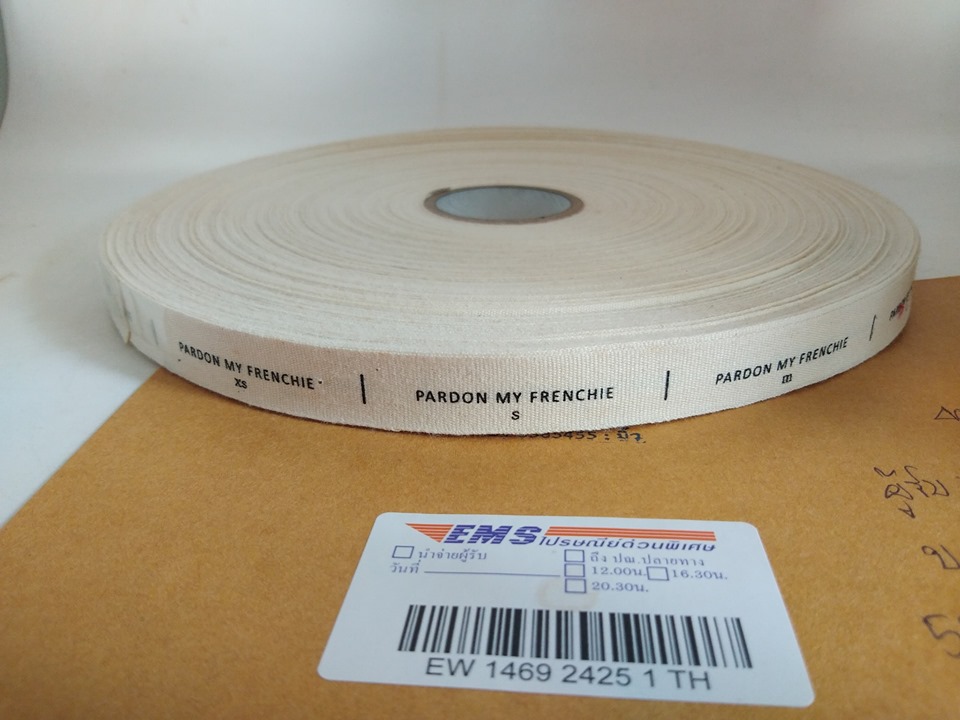 PARDON MY FRENCHIE
xs
PARDON MY FRENCHIE
S
PARDON MY FRENCHIE
m
EMS ไปรษณีย์ด่วนพิเศษ
นำจ่ายผู้รับ
วันที่
ถึง ปณ.ปลายทาง
12.00น. 16.30น.
20.30น.
EW 1469 2425 1 TH
ผู้รับ